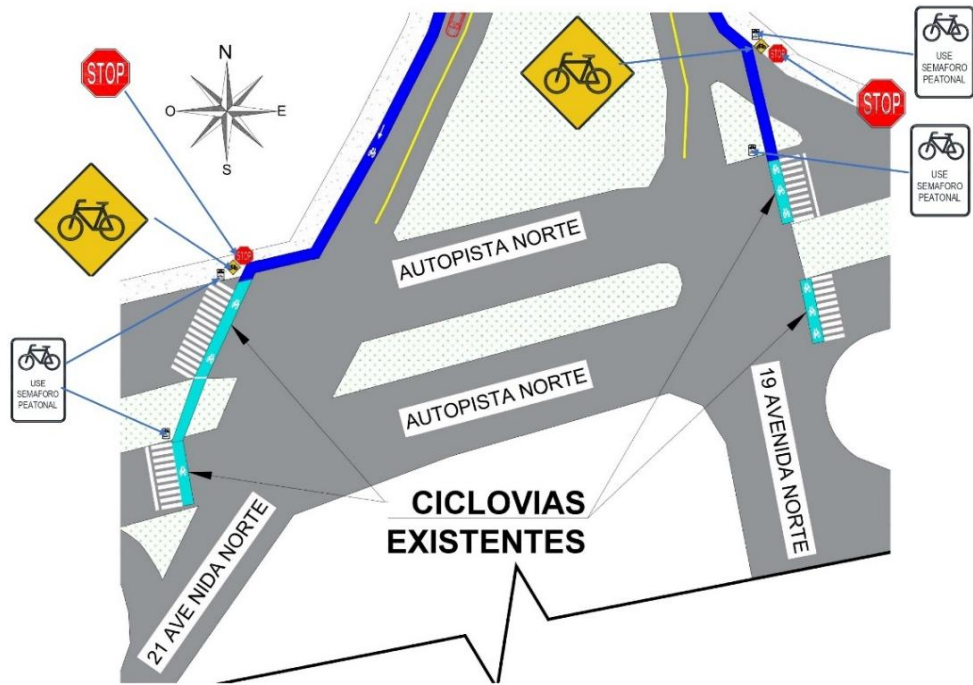 STOP
N
O
E
S
USE
SEMAFORO
PEATONAL
STOP
USE
SEMAFORO
PEATONAL
AUTOPISTA NORTE
STOP
STOP
USE
SEMAFORO
PEATONAL
AUTOPISTA NORTE
19 AVENIDA NORTE
CICLOVIAS
EXISTENTES
21 AVE NIDA NORTE